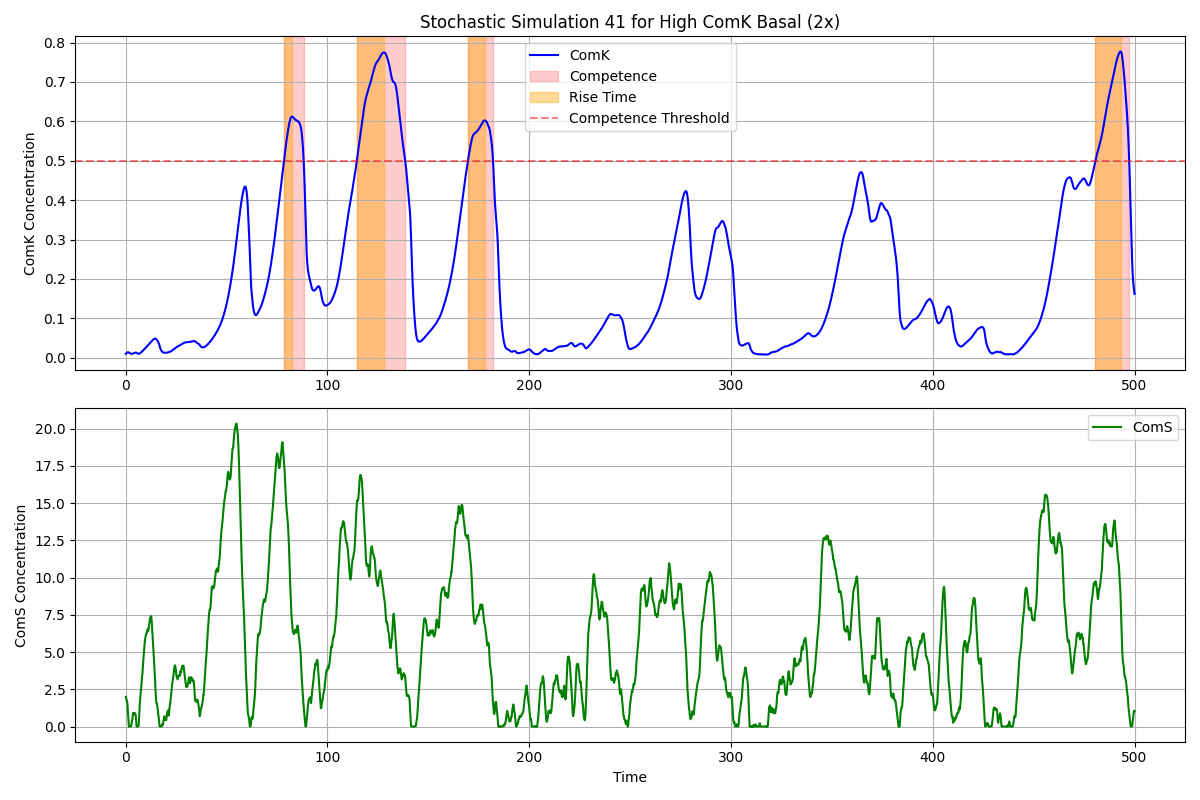 Stochastic Simulation 41 for High ComK Basal (2x)
ComK Concentration
0.8
0.7
0.6
0.5
0.4
0.3
0.2
0.1
0.0
ComK
Competence
Rise Time
Competence Threshold
0 100 200 300 400 500
ComS Concentration
20.0
17.5
15.0
12.5
10.0
7.5
5.0
2.5
0.0
ComS
0 100 200 300 400 500
Time